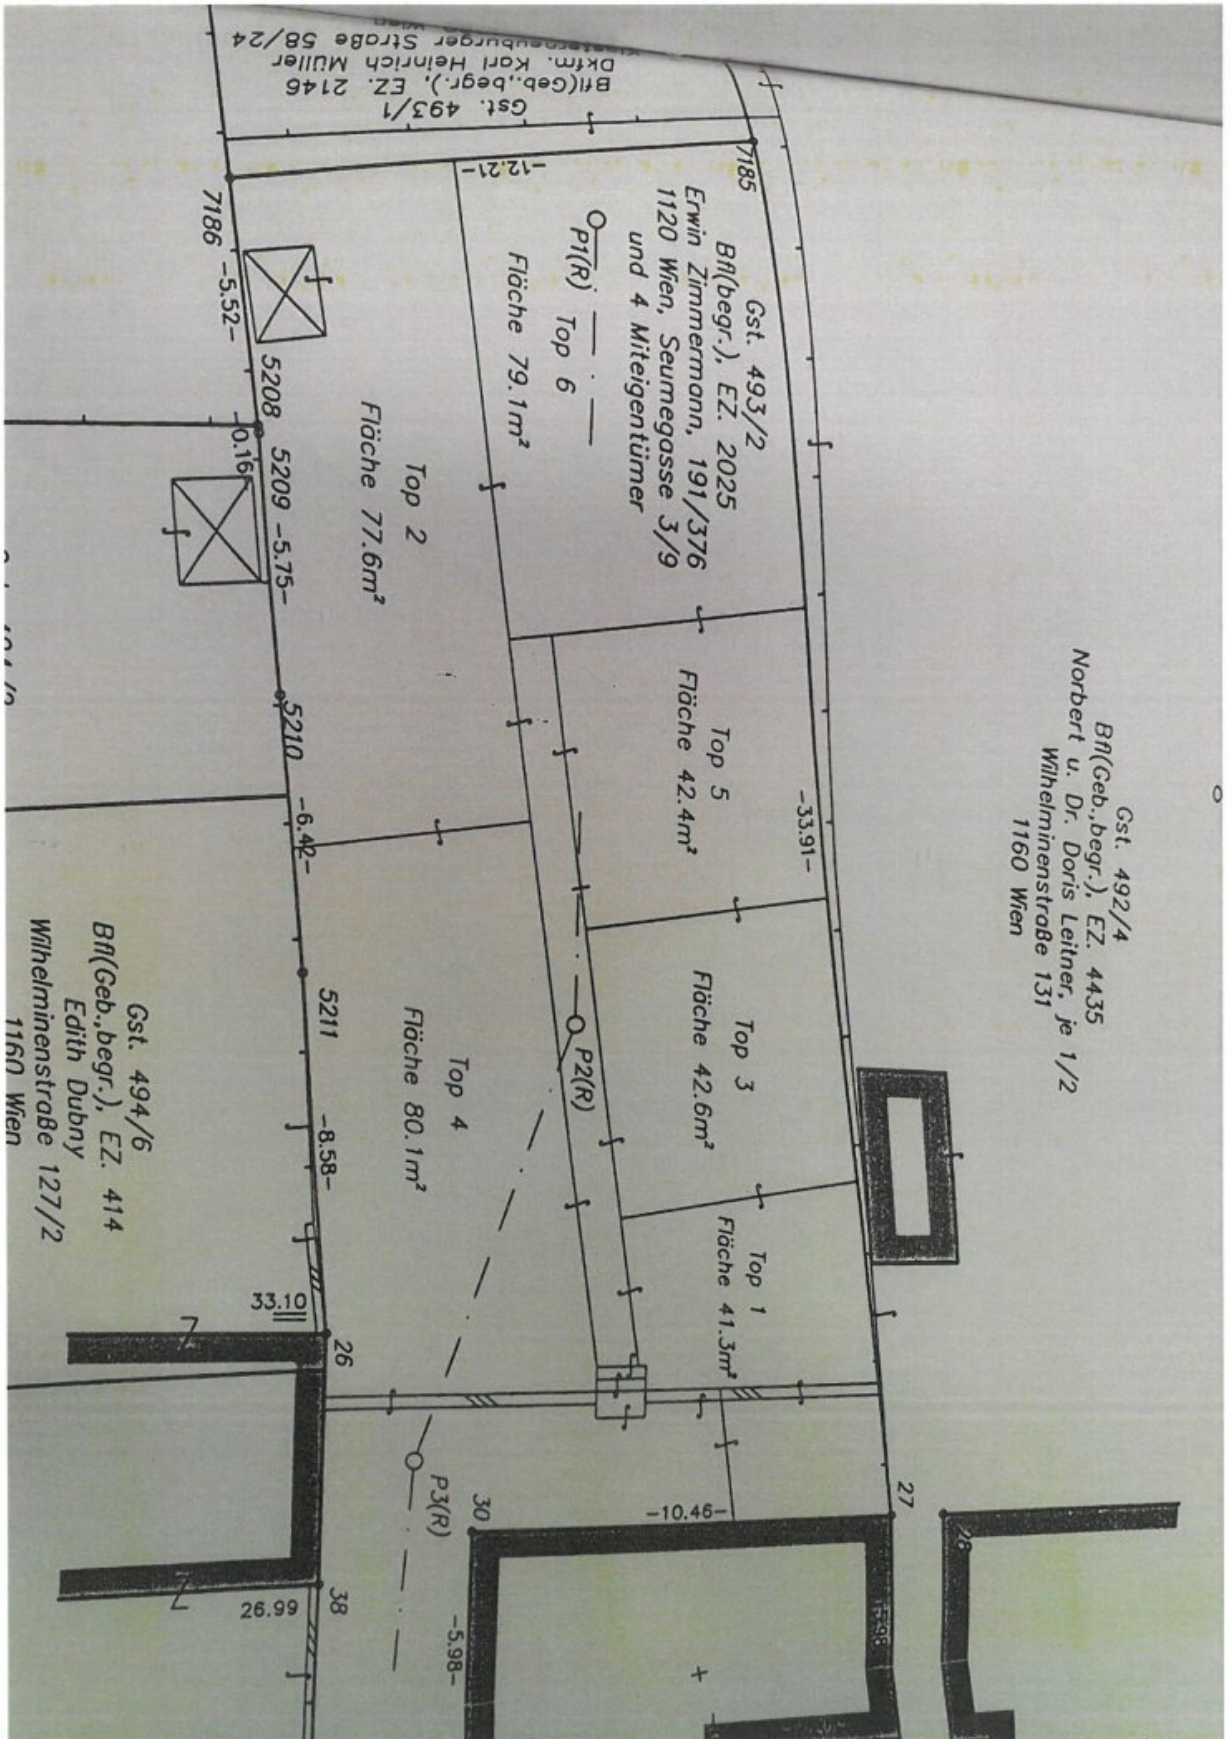 Klosterneuburger Straße 58/24
Dkfm. Karl Heinrich Müller
Bfl(Geb.,begr.), EZ. 2146
Gst. 493/1
7185
-12.21-
7186
-5.52-
5208
0.16
5209
-5.75-
5210
-6.42-
5211
-8.58-
33.10
26
Gst. 493/2
Bfl(begr.), EZ. 2025
Erwin Zimmermann, 191/376
1120 Wien, Seumegasse 3/9
und 4 Miteigentümer
P1(R)
Top 6
Fläche 79.1m²
Top 2
Fläche 77.6m²
Top 5
Fläche 42.4m²
-33.91-
Top 3
Fläche 42.6m²
P2(R)
Top 4
Fläche 80.1m²
Top 1
Fläche 41.3m²
Gst. 492/4
Bfl(Geb.,begr.), EZ. 4435
Norbert u. Dr. Doris Leitner, je 1/2
Wilhelminenstraße 131
1160 Wien
Gst. 494/6
Bfl(Geb.,begr.), EZ. 414
Edith Dubny
Wilhelminenstraße 127/2
1160 Wien
P3(R)
30
-10.46-
27
-5.98-
38
26.99